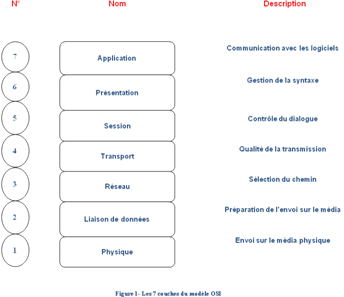 N° Nom Description
7 Application Communication avec les logiciels
6 Présentation Gestion de la syntaxe
5 Session Contrôle du dialogue
4 Transport Qualité de la transmission
3 Réseau Sélection du chemin
2 Liaison de données Préparation de l'envoi sur le média
1 Physique Envoi sur le média physique
Figure 1- Les 7 couches du modèle OSI